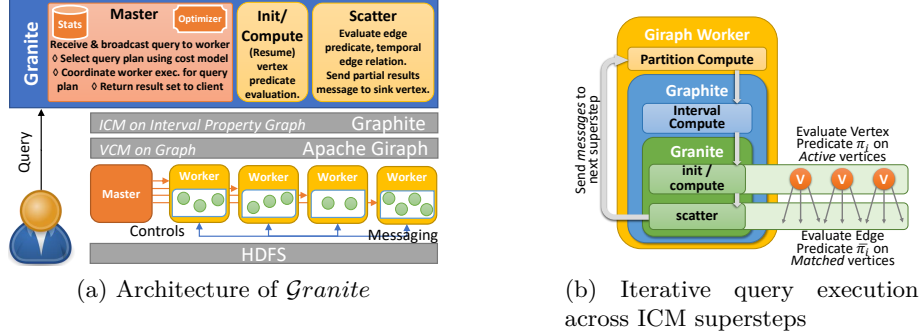 Granite
Stats
Master
Optimizer
Receive & broadcast query to worker
◊ Select query plan using cost model
◊ Coordinate worker exec. for query
plan ◊ Return result set to client
Init/
Compute
(Resume)
vertex
predicate
evaluation.
Scatter
Evaluate edge
predicate, temporal
edge relation.
Send partial results
message to sink vertex.
Query
ICM on Interval Property Graph Graphite
VCM on Graph Apache Giraph
Master
Worker
Worker
Worker
Worker
Controls
Messaging
HDFS
(a) Architecture of Granite
Giraph Worker
Partition Compute
Graphite
Interval
Compute
Granite
init /
compute
scatter
Send messages to
next superstep
Evaluate Vertex
Predicate πi on
Active vertices
V
V
V
Evaluate Edge
Predicate π̄i on
Matched vertices
(b) Iterative query execution
across ICM supersteps